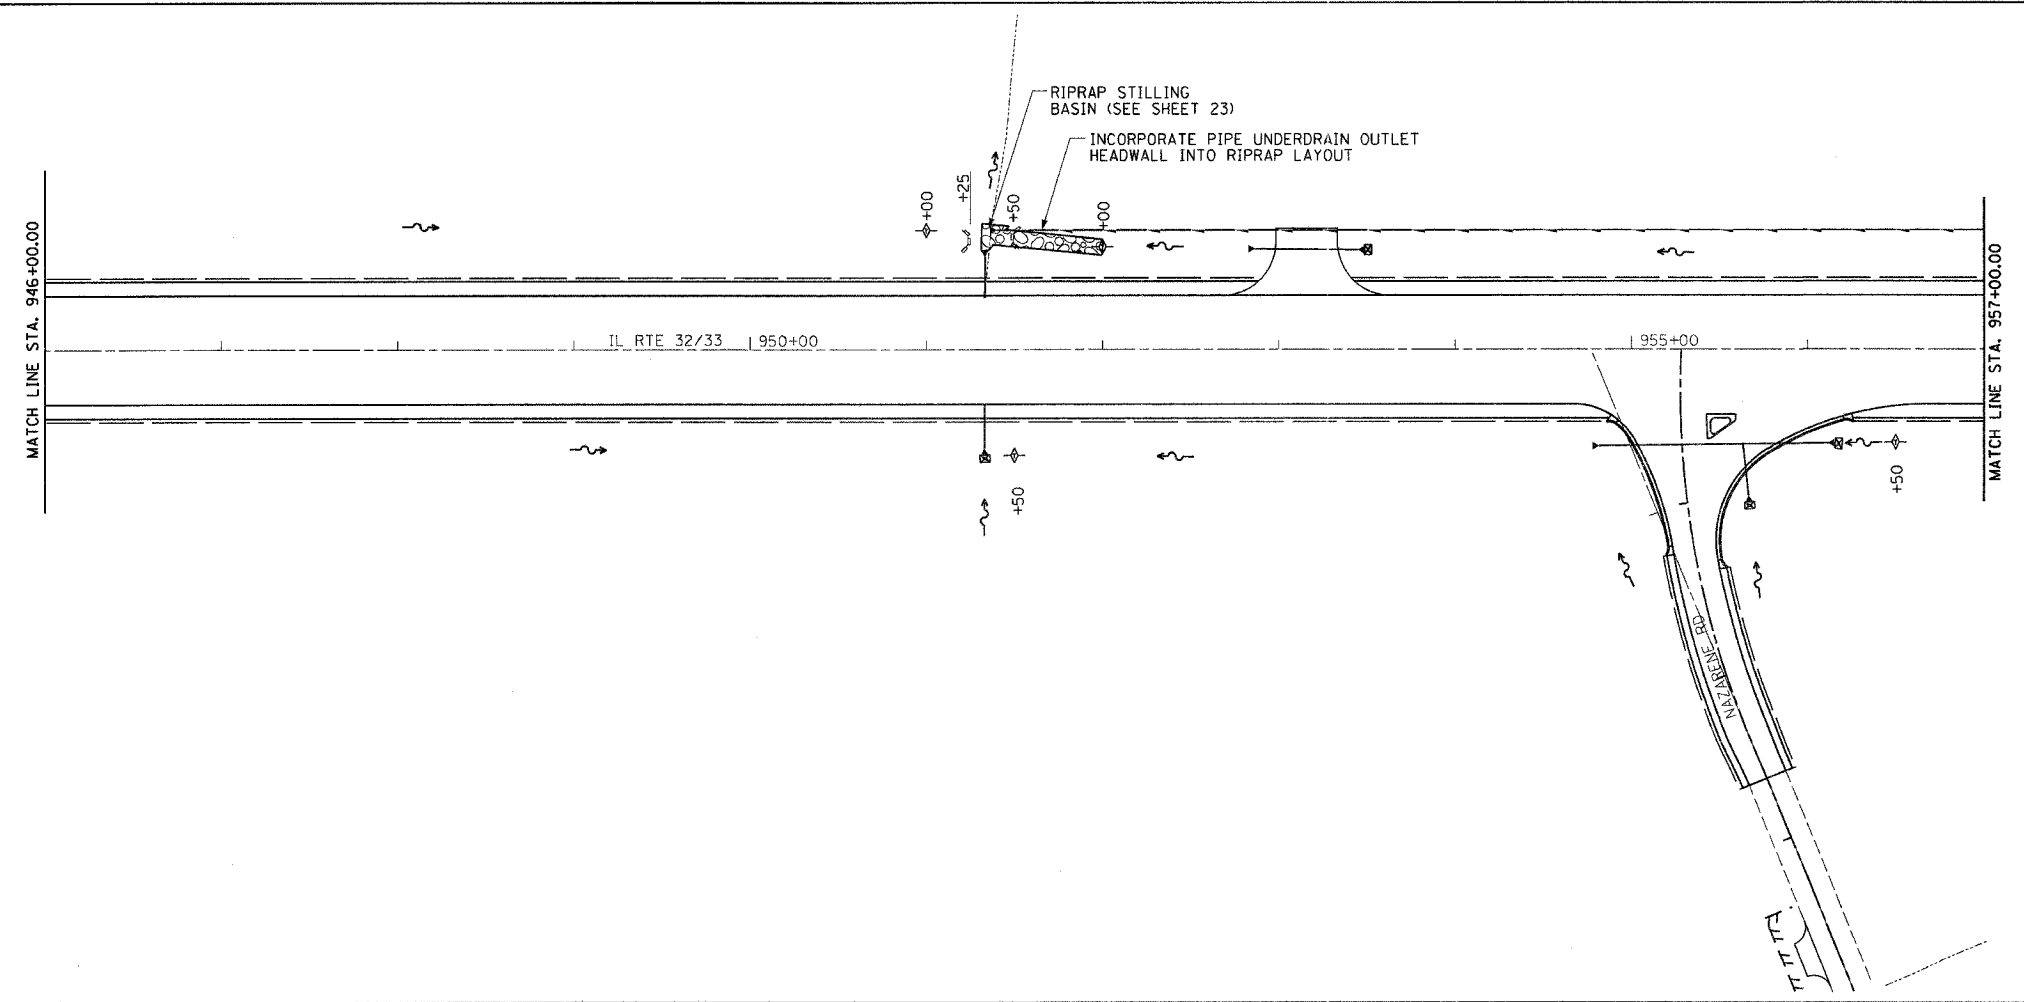 RIPRAP STILLING
BASIN (SEE SHEET 23)
INCORPORATE PIPE UNDERDRAIN OUTLET
HEADWALL INTO RIPRAP LAYOUT
+00
+25
+50
+00
MATCH LINE STA. 946+00.00
MATCH LINE STA. 957+00.00
IL RTE 32/33
950+00
955+00
+50
+50
NAZARENE RD